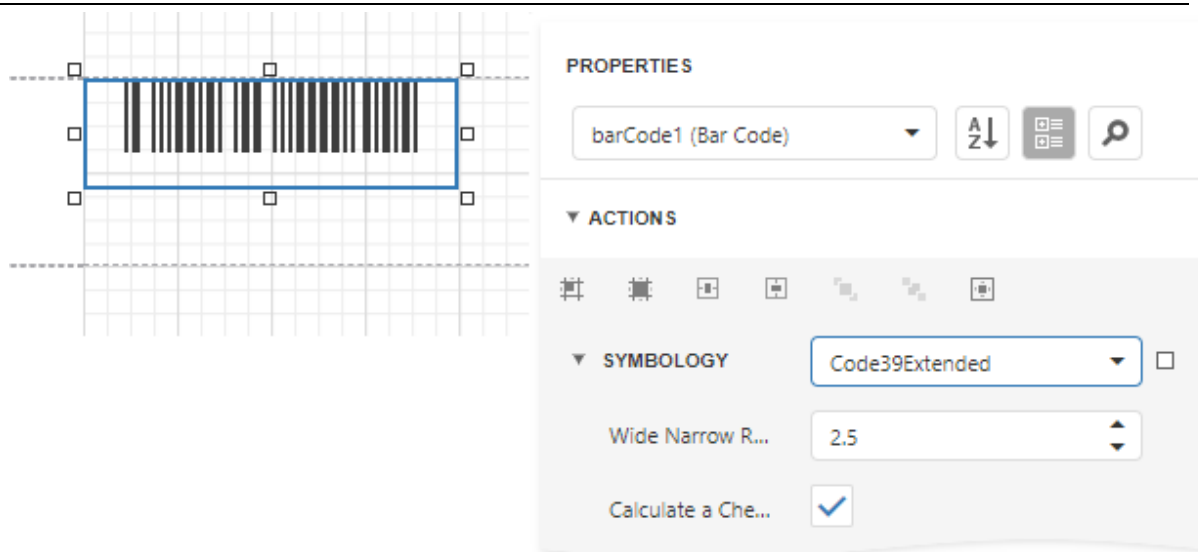 PROPERTIES
barCode1 (Bar Code)
A
Z
ACTIONS
SYMBOLOGY Code39Extended
Wide Narrow R... 2.5
Calculate a Che...